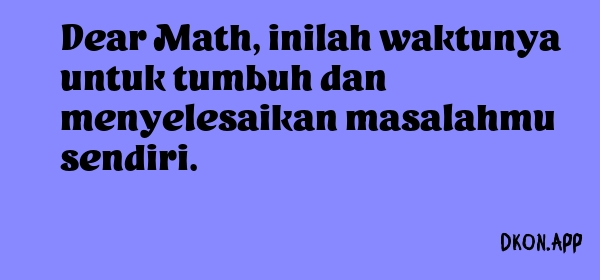 Dear Math, inilah waktunya
untuk tumbuh dan
menyelesaikan masalahmu
sendiri.
DKON.APP